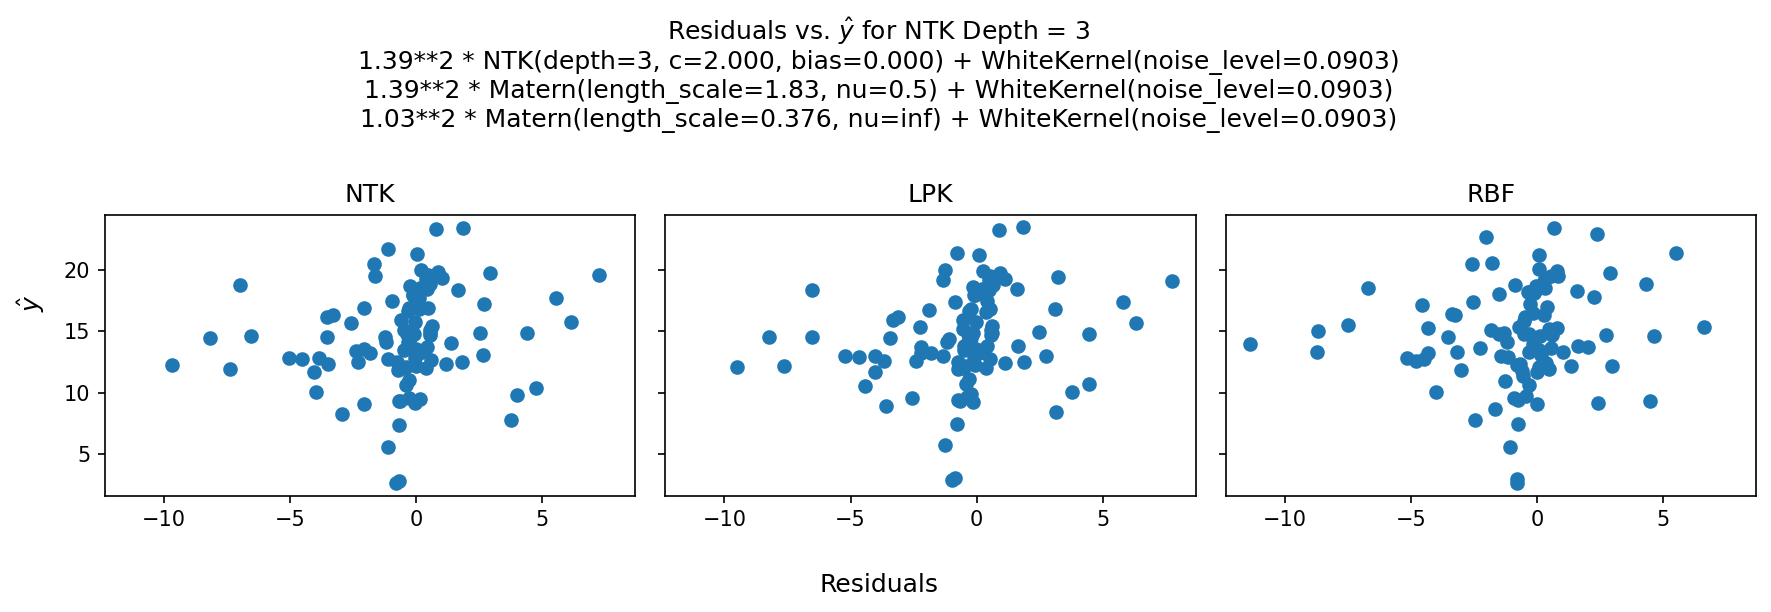 Residuals vs. ŷ for NTK Depth = 3
1.39**2 * NTK(depth=3, c=2.000, bias=0.000) + WhiteKernel(noise_level=0.0903)
1.39**2 * Matern(length_scale=1.83, nu=0.5) + WhiteKernel(noise_level=0.0903)
1.03**2 * Matern(length_scale=0.376, nu=inf) + WhiteKernel(noise_level=0.0903)
NTK LPK RBF
ŷ
20
15
10
5
−10 −5 0 5 −10 −5 0 5 −10 −5 0 5
Residuals